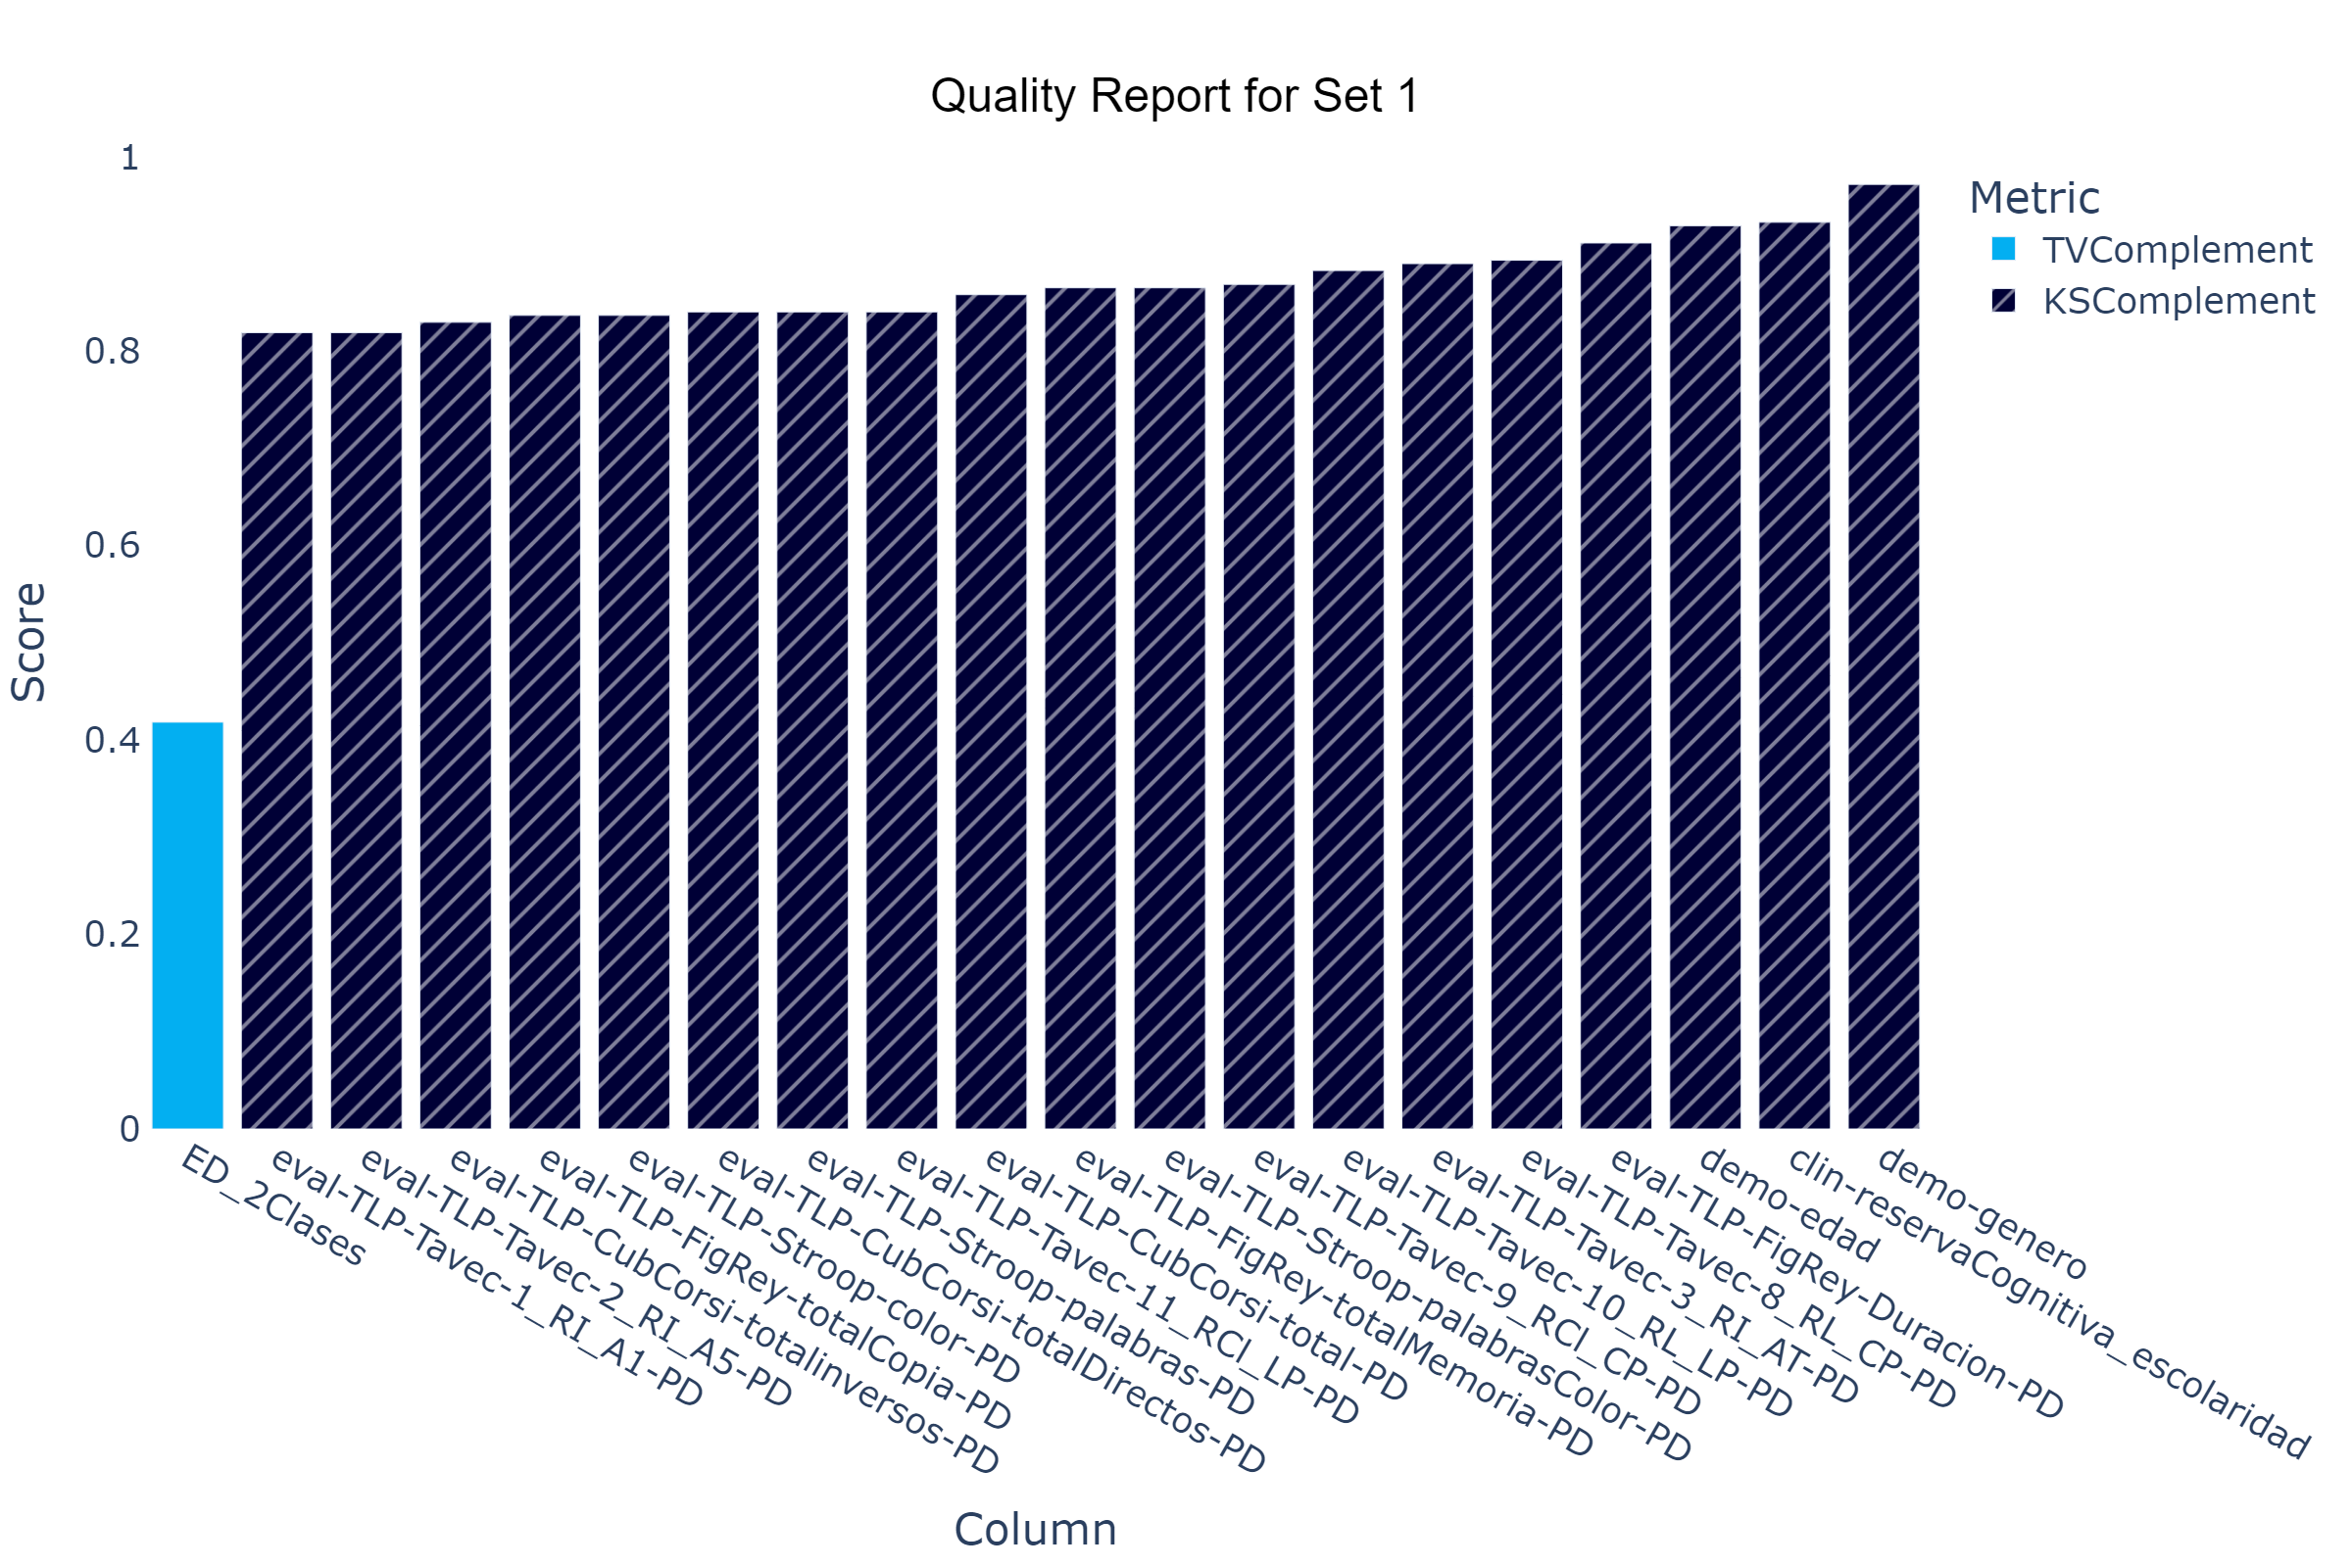 Quality Report for Set 1
1
0.8
0.6
0.4
0.2
0
Score
Metric
TVComplement
KSComplement
ED_2Clases
eval-TLP-Tavec-1_RI_A1-PD
eval-TLP-Tavec-2_RI_A5-PD
eval-TLP-CubCorsi-totalinversos-PD
eval-TLP-FigRey-totalCopia-PD
eval-TLP-Stroop-color-PD
eval-TLP-CubCorsi-totalDirectos-PD
eval-TLP-Stroop-palabras-PD
eval-TLP-Tavec-11_RCl_LP-PD
eval-TLP-CubCorsi-total-PD
eval-TLP-FigRey-totalMemoria-PD
eval-TLP-Stroop-palabrasColor-PD
eval-TLP-Tavec-9_RCl_CP-PD
eval-TLP-Tavec-10_RL_LP-PD
eval-TLP-Tavec-3_RI_AT-PD
eval-TLP-Tavec-8_RL_CP-PD
eval-TLP-FigRey-Duracion-PD
demo-edad
clin-reservaCognitiva_escolaridad
demo-genero
Column